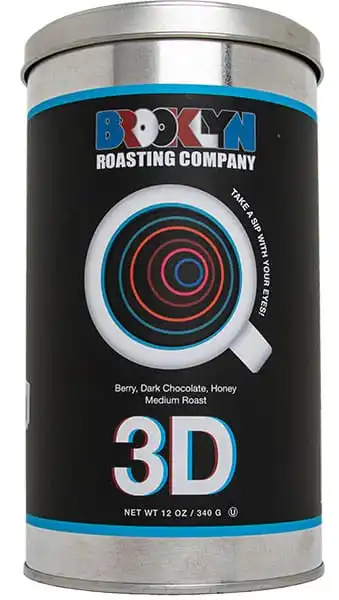 BROOKLYN
ROASTING COMPANY
TAKE A SIP WITH YOUR EYES!
Berry, Dark Chocolate, Honey
Medium Roast
3D
NET WT 12 OZ / 340 G Ⓤ